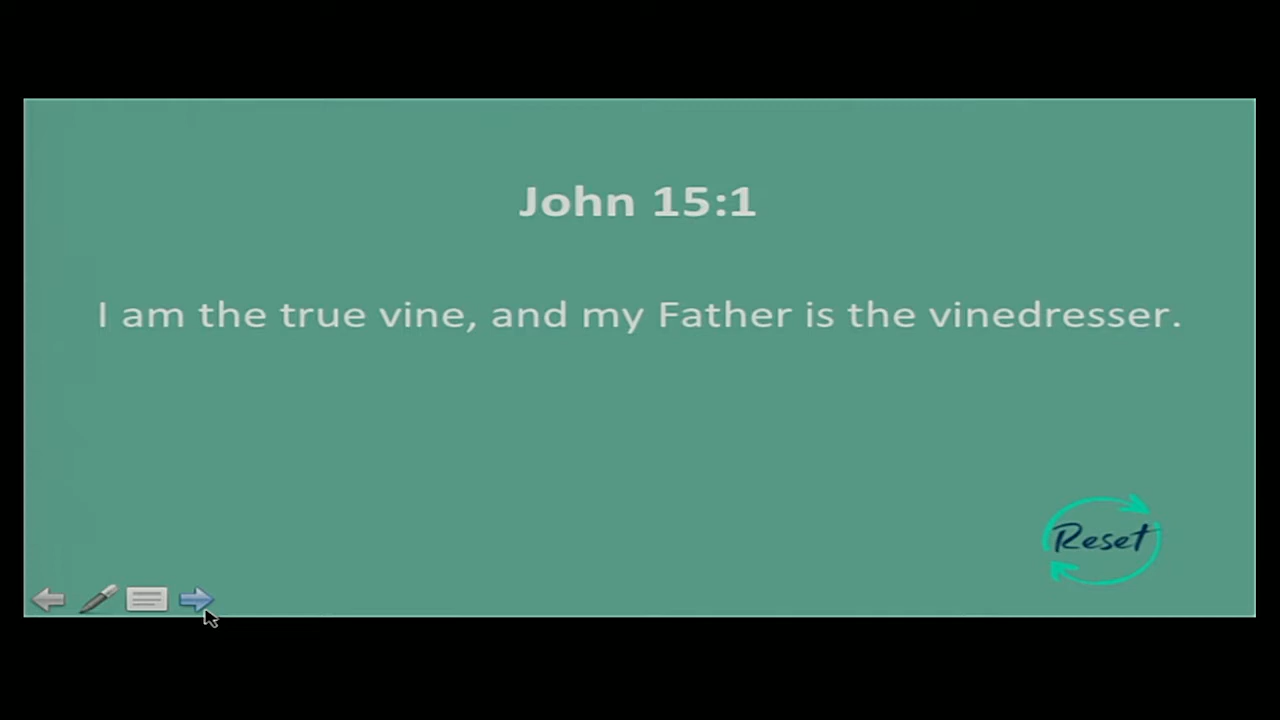 John 15:1
I am the true vine, and my Father is the vinedresser.
Reset